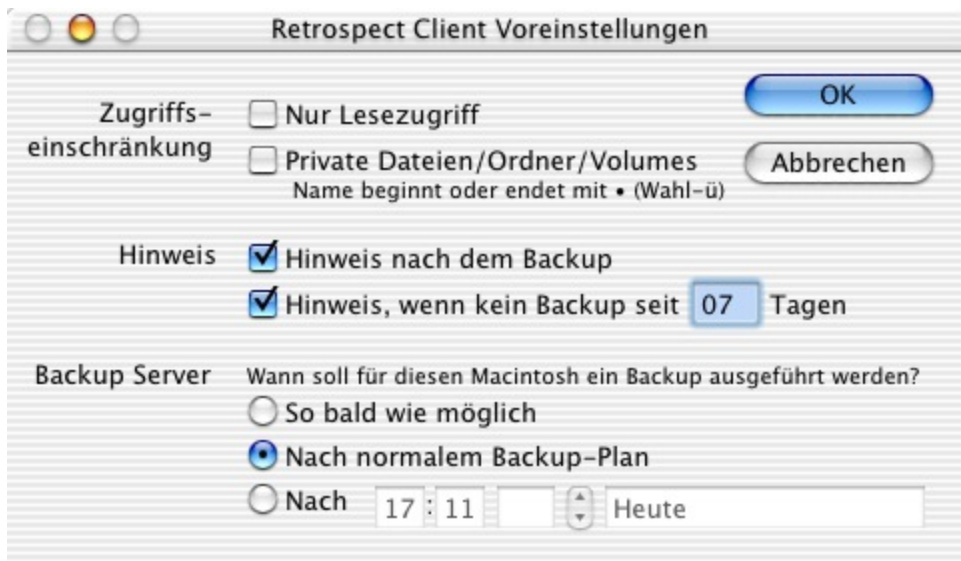 Retrospect Client Voreinstellungen
Zugriffs-
einschränkung
Nur Lesezugriff
Private Dateien/Ordner/Volumes
Name beginnt oder endet mit • (Wahl-ü)
OK
Abbrechen
Hinweis
Hinweis nach dem Backup
Hinweis, wenn kein Backup seit 07 Tagen
Backup Server
Wann soll für diesen Macintosh ein Backup ausgeführt werden?
So bald wie möglich
Nach normalem Backup-Plan
Nach 17 : 11 Heute